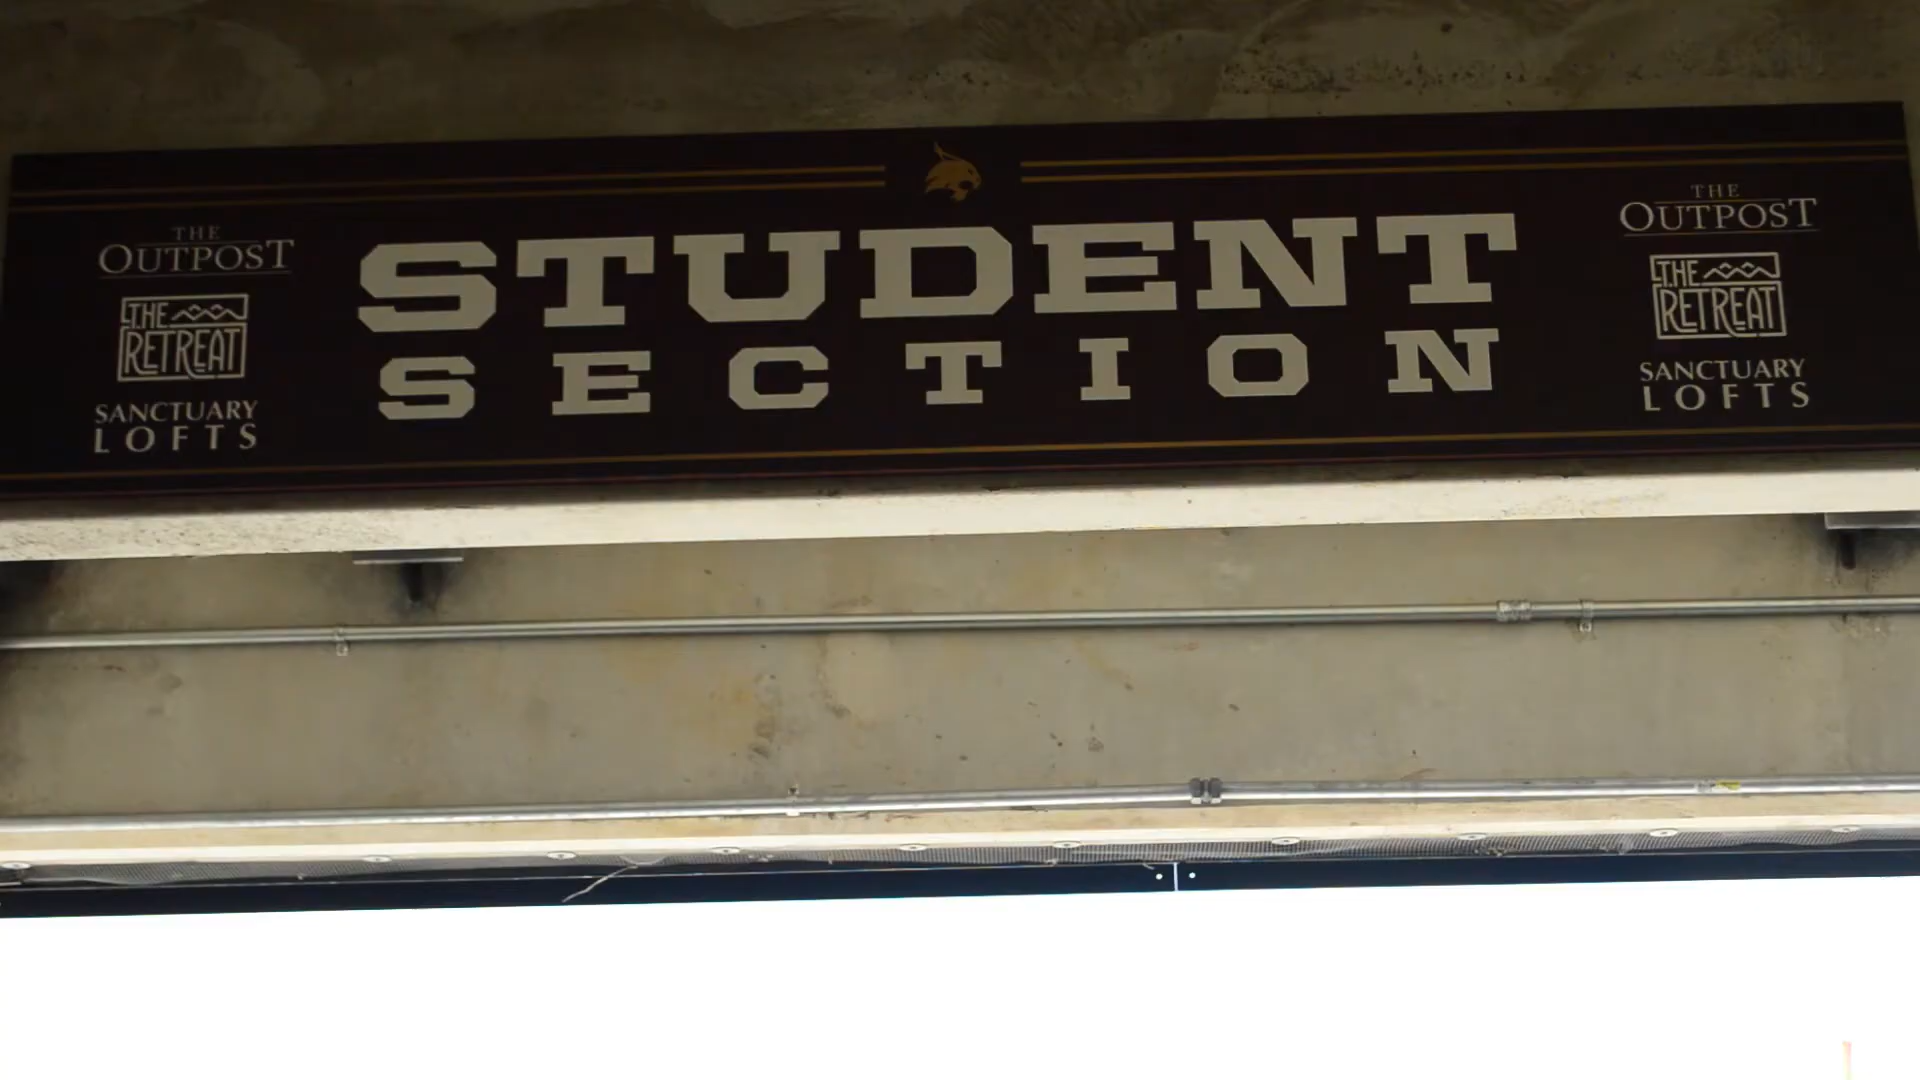 THE
OUTPOST
THE
RETREAT
SANCTUARY
LOFTS
STUDENT
SECTION
THE
OUTPOST
THE
RETREAT
SANCTUARY
LOFTS